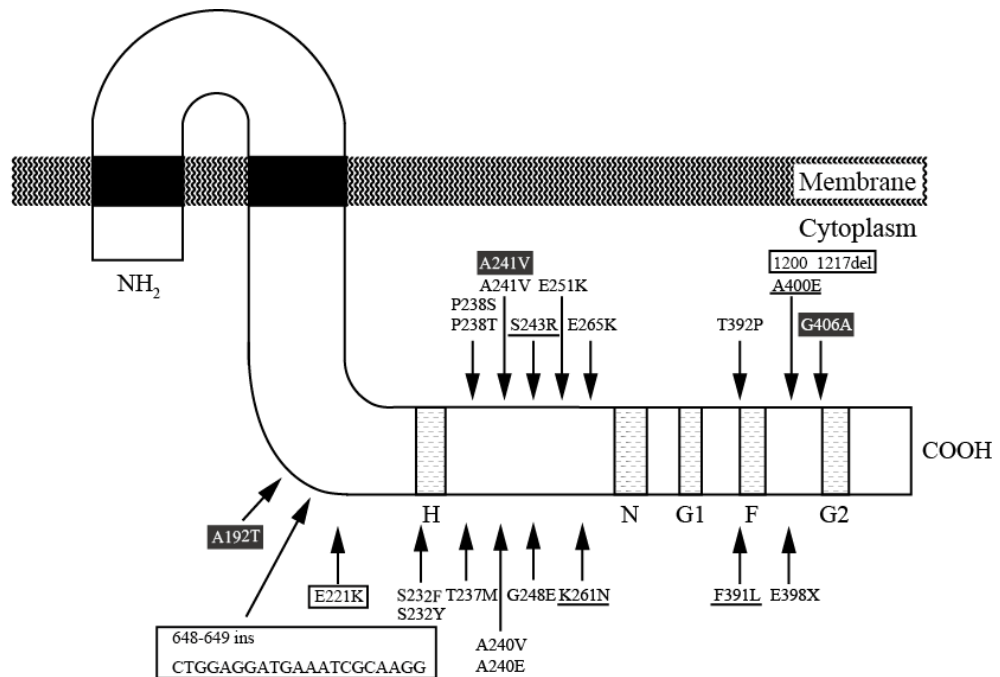 Membrane
Cytoplasm
NH2
A241V
A241V
E251K
P238S
P238T
S243R
E265K
T392P
1200_1217del
A400E
G406A
COOH
H
N
G1
F
G2
A192T
E221K
S232F
S232Y
T237M
G248E
K261N
F391L
E398X
A240V
A240E
648-649 ins
CTGGAGGATGAAATCGCAAGG